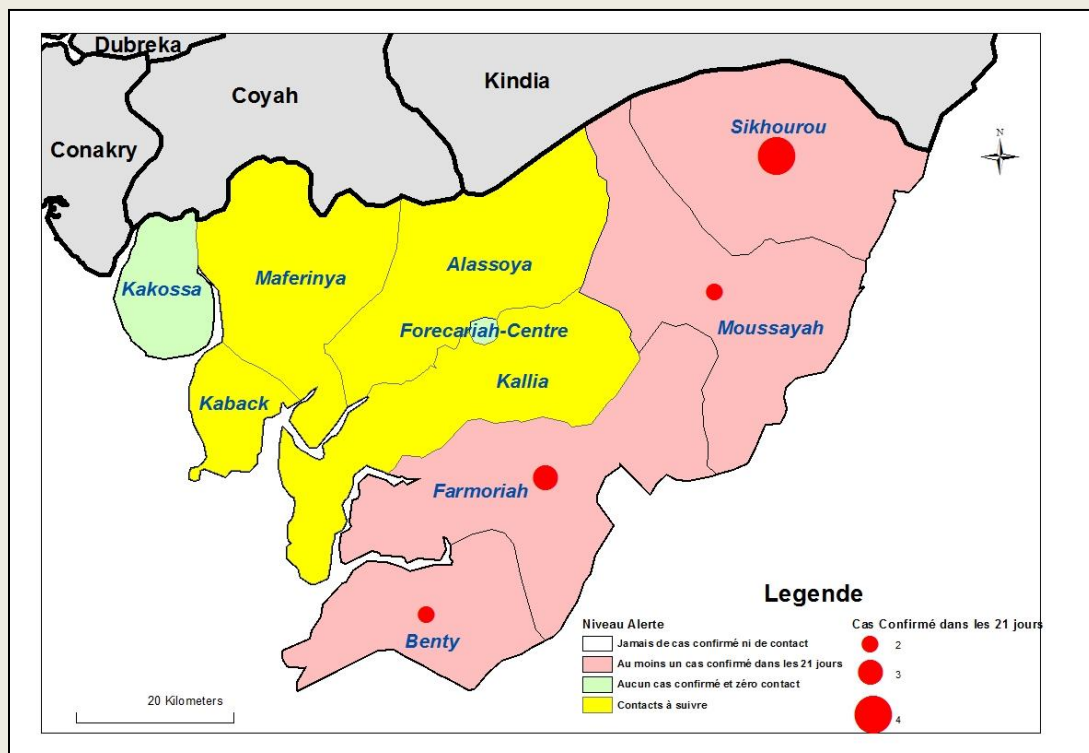 Dubreka
Coyah
Kindia
Conakry
Sikhourou
N
Kakossa
Maferinya
Alassoya
Forecariah-Centre
Moussayah
Kallia
Kaback
Farmoriah
Benty
Legende
Niveau Alerte
Jamais de cas confirmé ni de contact
Au moins un cas confirmé dans les 21 jours
Aucun cas confirmé et zéro contact
Contacts à suivre
Cas Confirmé dans les 21 jours
2
3
4
20 Kilometers